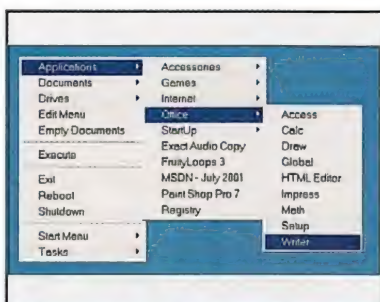 Applications
Documents
Drives
Edit Menu
Empty Documents
Execute
Exit
Reboot
Shutdown
Start Menu
Tasks
Accessories
Games
Internet
Office
StartUp
Exact Audio Copy
FruityLoops 3
MSDN - July 2001
Paint Shop Pro 7
Registry
Access
Calc
Draw
Global
HTML Editor
Impress
Math
Setup
Writer